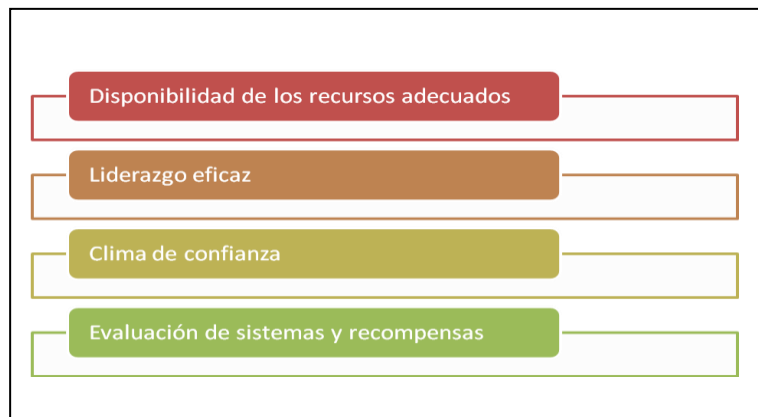 Disponibilidad de los recursos adecuados
Liderazgo eficaz
Clima de confianza
Evaluación de sistemas y recompensas